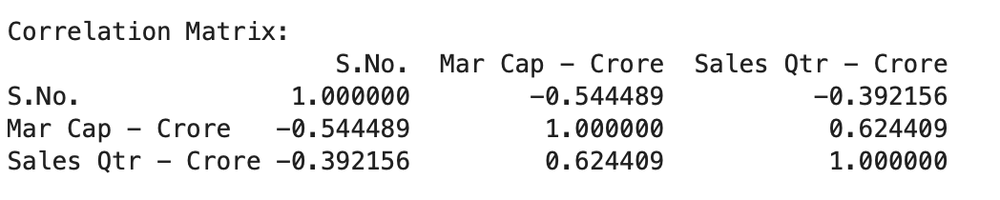 Correlation Matrix:
S.No. Mar Cap – Crore Sales Qtr – Crore
S.No. 1.000000 -0.544489 -0.392156
Mar Cap – Crore -0.544489 1.000000 0.624409
Sales Qtr – Crore -0.392156 0.624409 1.000000